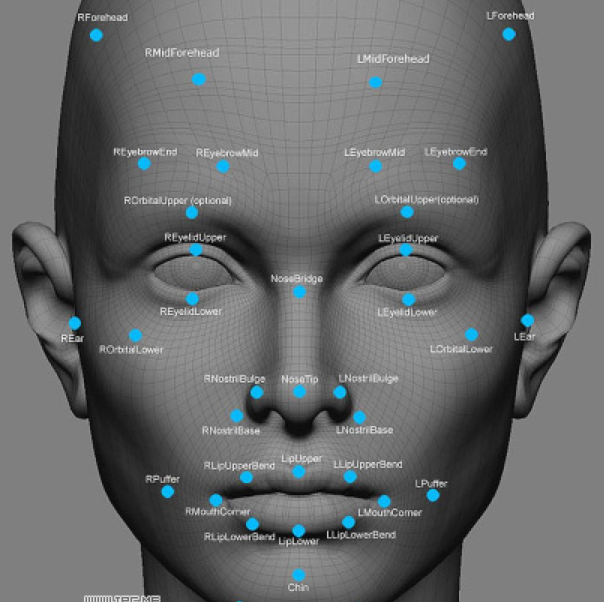 RForehead
LForehead
RMidForehead
LMidForehead
REyebrowEnd
REyebrowMid
LEyebrowMid
LEyebrowEnd
ROrbitalUpper (optional)
LOrbitalUpper(optional)
REyelidUpper
LEyelidUpper
NoseBridge
REyelidLower
LEyelidLower
REar
LEar
ROrbitalLower
LOrbitalLower
RNostrilBulge
NoseTip
LNostrilBulge
RNostrilBase
LNostrilBase
RLipUpperBend
LipUpper
LLipUpperBend
RPuffer
LPuffer
RMouthCorner
LMouthCorner
RLipLowerBend
LipLower
LLipLowerBend
Chin